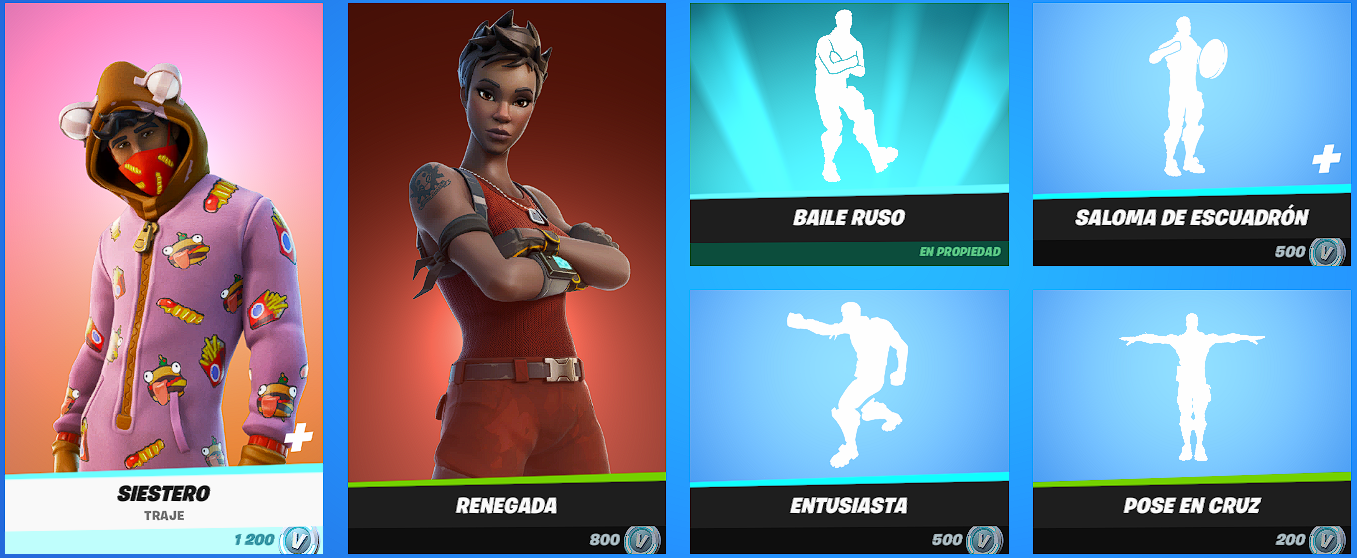 SIESTERO
TRAJE
1 200
RENEGADA
800
BAILE RUSO
EN PROPIEDAD
SALOMA DE ESCUADRÓN
500
ENTUSIASTA
500
POSE EN CRUZ
200